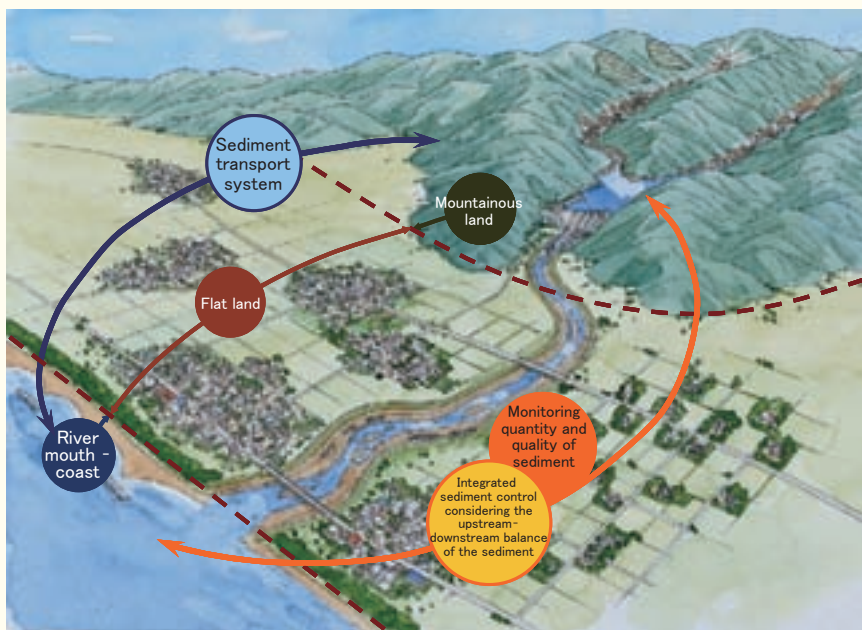 Sediment
transport
system
Mountainous
land
Flat land
River
mouth -
coast
Monitoring
quantity and
quality of
sediment
Integrated
sediment control
considering the
upstream-
downstream balance
of the sediment